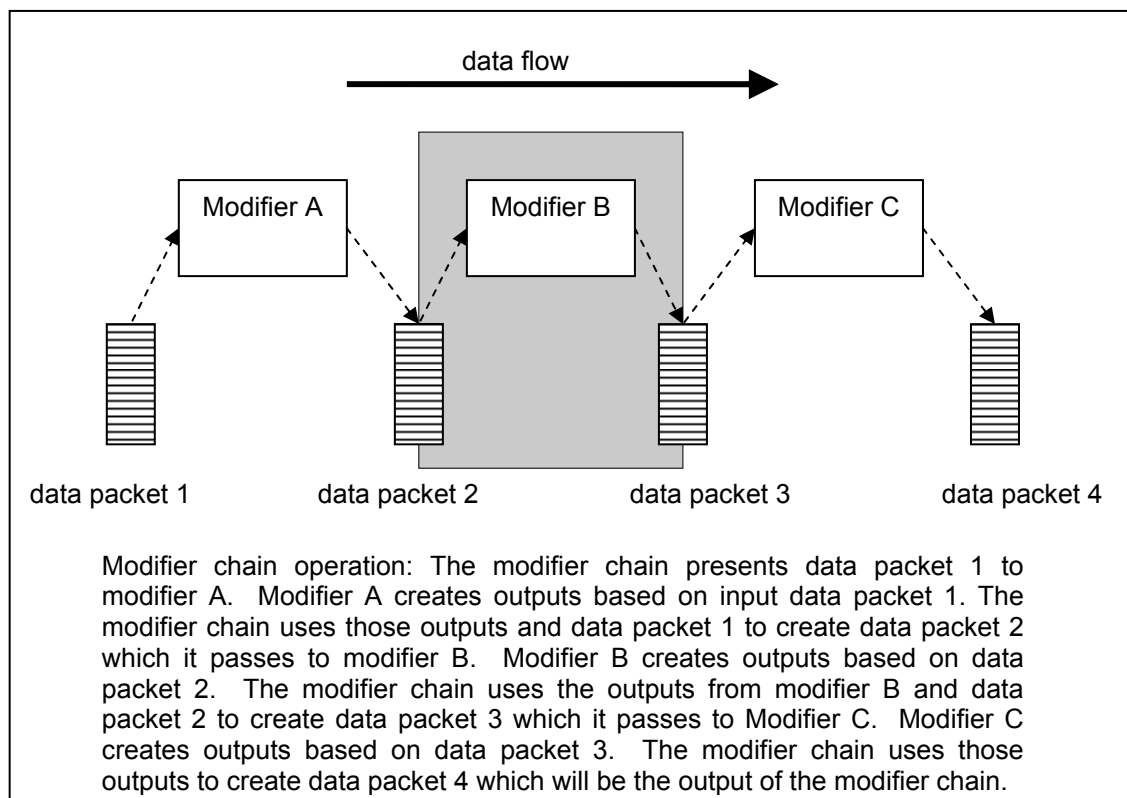 data flow
Modifier A
Modifier B
Modifier C
data packet 1
data packet 2
data packet 3
data packet 4
Modifier chain operation: The modifier chain presents data packet 1 to
modifier A. Modifier A creates outputs based on input data packet 1. The
modifier chain uses those outputs and data packet 1 to create data packet 2
which it passes to modifier B. Modifier B creates outputs based on data
packet 2. The modifier chain uses the outputs from modifier B and data
packet 2 to create data packet 3 which it passes to Modifier C. Modifier C
creates outputs based on data packet 3. The modifier chain uses those
outputs to create data packet 4 which will be the output of the modifier chain.